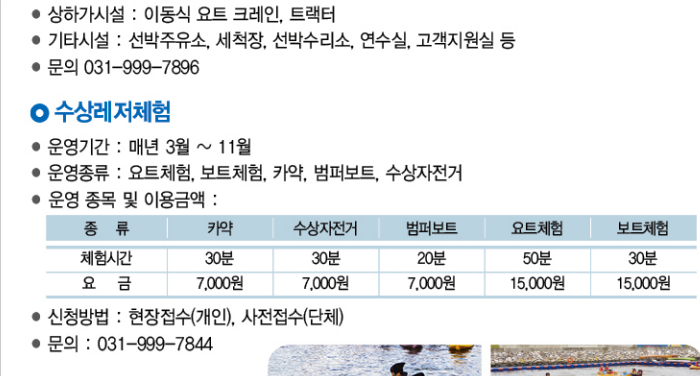 • 상하가시설 : 이동식 요트 크레인, 트랙터
• 기타시설 : 선박주유소, 세척장, 선박수리소, 연수실, 고객지원실 등
• 문의 031-999-7896
수상레저체험
• 운영기간 : 매년 3월 ~ 11월
• 운영종류 : 요트체험, 보트체험, 카약, 범퍼보트, 수상자전거
• 운영 종목 및 이용금액 :
종 류 카약 수상자전거 범퍼보트 요트체험 보트체험
체험시간 30분 30분 20분 50분 30분
요 금 7,000원 7,000원 7,000원 15,000원 15,000원
• 신청방법 : 현장접수(개인), 사전접수(단체)
• 문의 : 031-999-7844